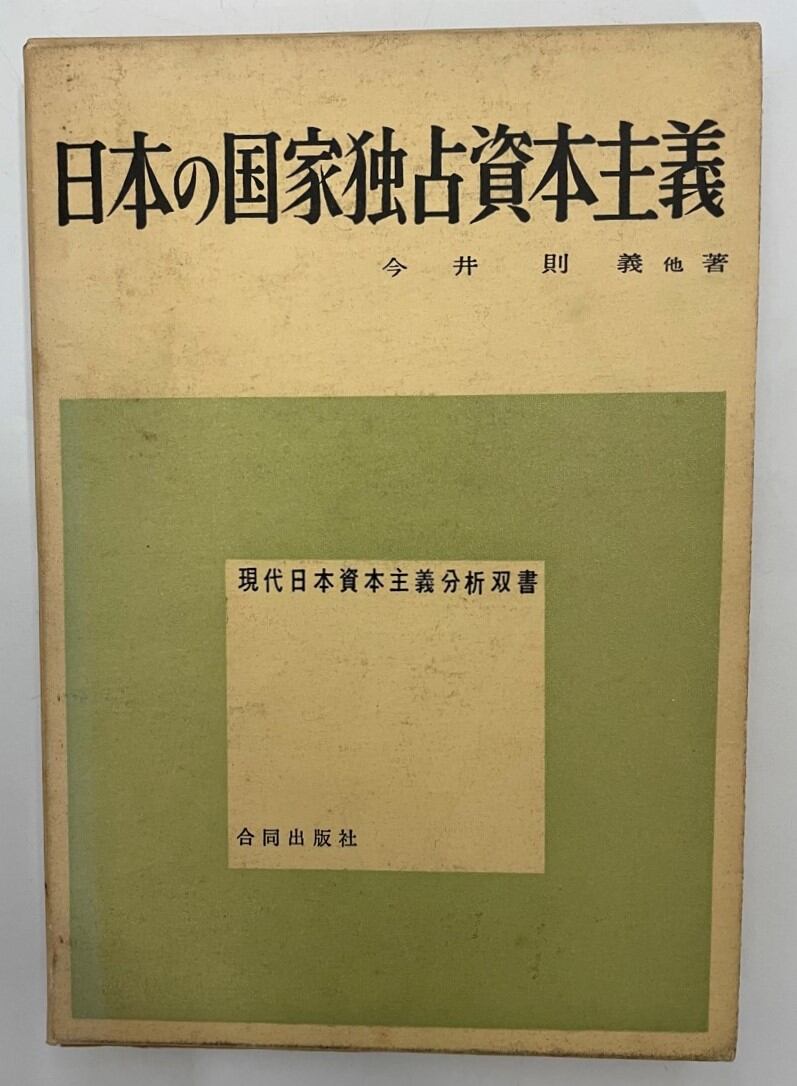 日本の国家独占資本主義
今井則義他著
現代日本資本主義分析双書
合同出版社